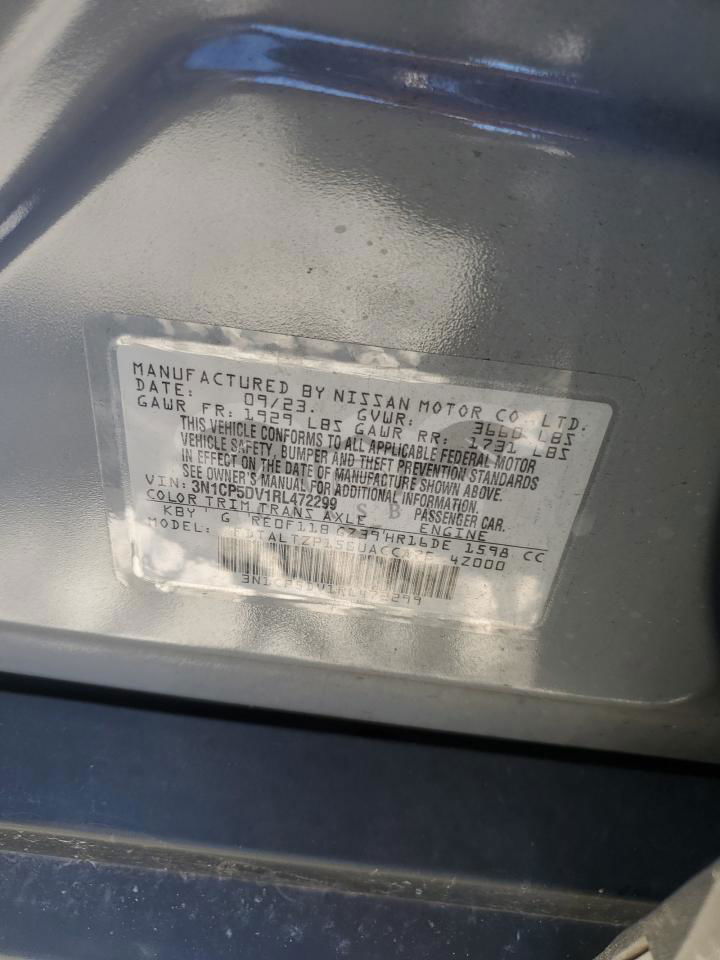 MANUFACTURED BY NISSAN MOTOR CO., LTD.
DATE: 09/23. GVWR: 3660 LBS
GAWR FR: 1929 LBS GAWR RR: 1731 LBS
THIS VEHICLE CONFORMS TO ALL APPLICABLE FEDERAL MOTOR
VEHICLE SAFETY, BUMPER AND THEFT PREVENTION STANDARDS
IN EFFECT ON THE DATE OF MANUFACTURE SHOWN ABOVE.
SEE OWNER'S MANUAL FOR ADDITIONAL INFORMATION.
VIN: 3N1CP5DV1RL472299 PASSENGER CAR.
COLOR TRIM TRANS AXLE ENGINE
KBY G RE0F11B GZ39 HR16DE 1598 CC
MODEL: 4Z000
3N1CP5DV1RL472299